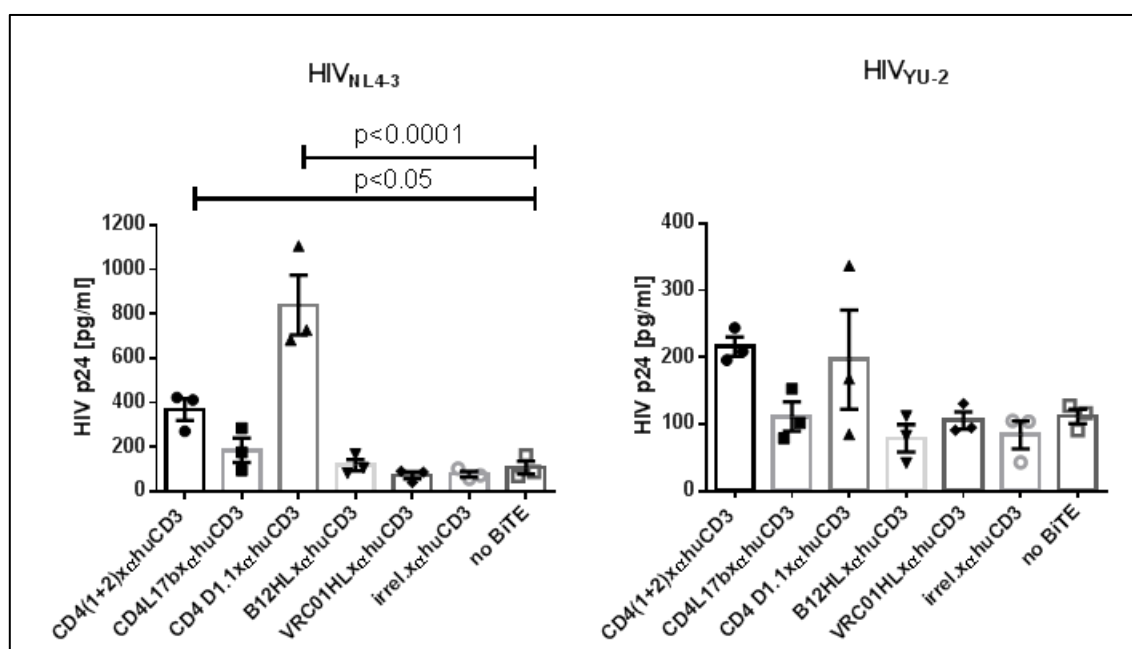 HIVNL4-3
p<0.0001
p<0.05
HIV p24 [pg/ml]
1200
1000
800
600
400
200
0
CD4(1+2)xαhuCD3
CD4L17bxαhuCD3
CD4 D1.1xαhuCD3
B12HLxαhuCD3
VRC01HLxαhuCD3
irrel.xαhuCD3
no BiTE
HIVYU-2
HIV p24 [pg/ml]
400
300
200
100
0
CD4(1+2)xαhuCD3
CD4L17bxαhuCD3
CD4 D1.1xαhuCD3
B12HLxαhuCD3
VRC01HLxαhuCD3
irrel.xαhuCD3
no BiTE